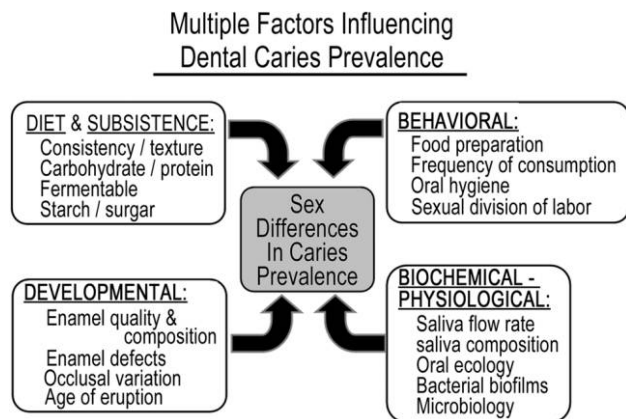 Multiple Factors Influencing
Dental Caries Prevalence
DIET & SUBSISTENCE:
Consistency / texture
Carbohydrate / protein
Fermentable
Starch / surgar
BEHAVIORAL:
Food preparation
Frequency of consumption
Oral hygiene
Sexual division of labor
Sex
Differences
In Caries
Prevalence
DEVELOPMENTAL:
Enamel quality &
composition
Enamel defects
Occlusal variation
Age of eruption
BIOCHEMICAL -
PHYSIOLOGICAL:
Saliva flow rate
saliva composition
Oral ecology
Bacterial biofilms
Microbiology